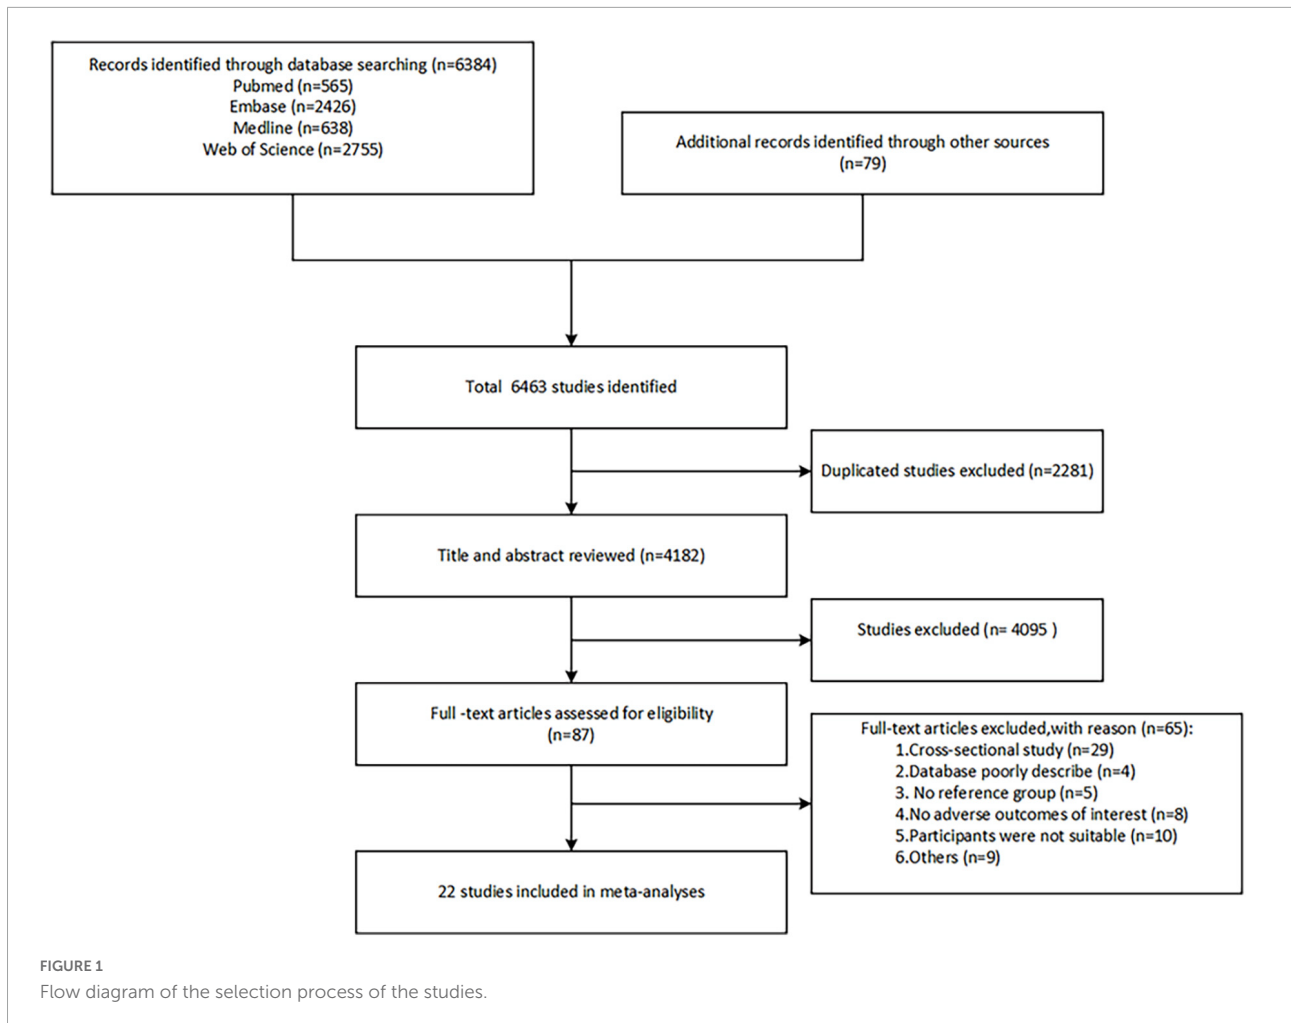 Records identified through database searching (n=6384)
Pubmed (n=565)
Embase (n=2426)
Medline (n=638)
Web of Science (n=2755)
Additional records identified through other sources
(n=79)
Total 6463 studies identified
Duplicated studies excluded (n=2281)
Title and abstract reviewed (n=4182)
Studies excluded (n= 4095 )
Full -text articles assessed for eligibility
(n=87)
Full-text articles excluded,with reason (n=65):
1.Cross-sectional study (n=29)
2.Database poorly describe (n=4)
3. No reference group (n=5)
4.No adverse outcomes of interest (n=8)
5.Participants were not suitable (n=10)
6.Others (n=9)
22 studies included in meta-analyses
FIGURE 1
Flow diagram of the selection process of the studies.